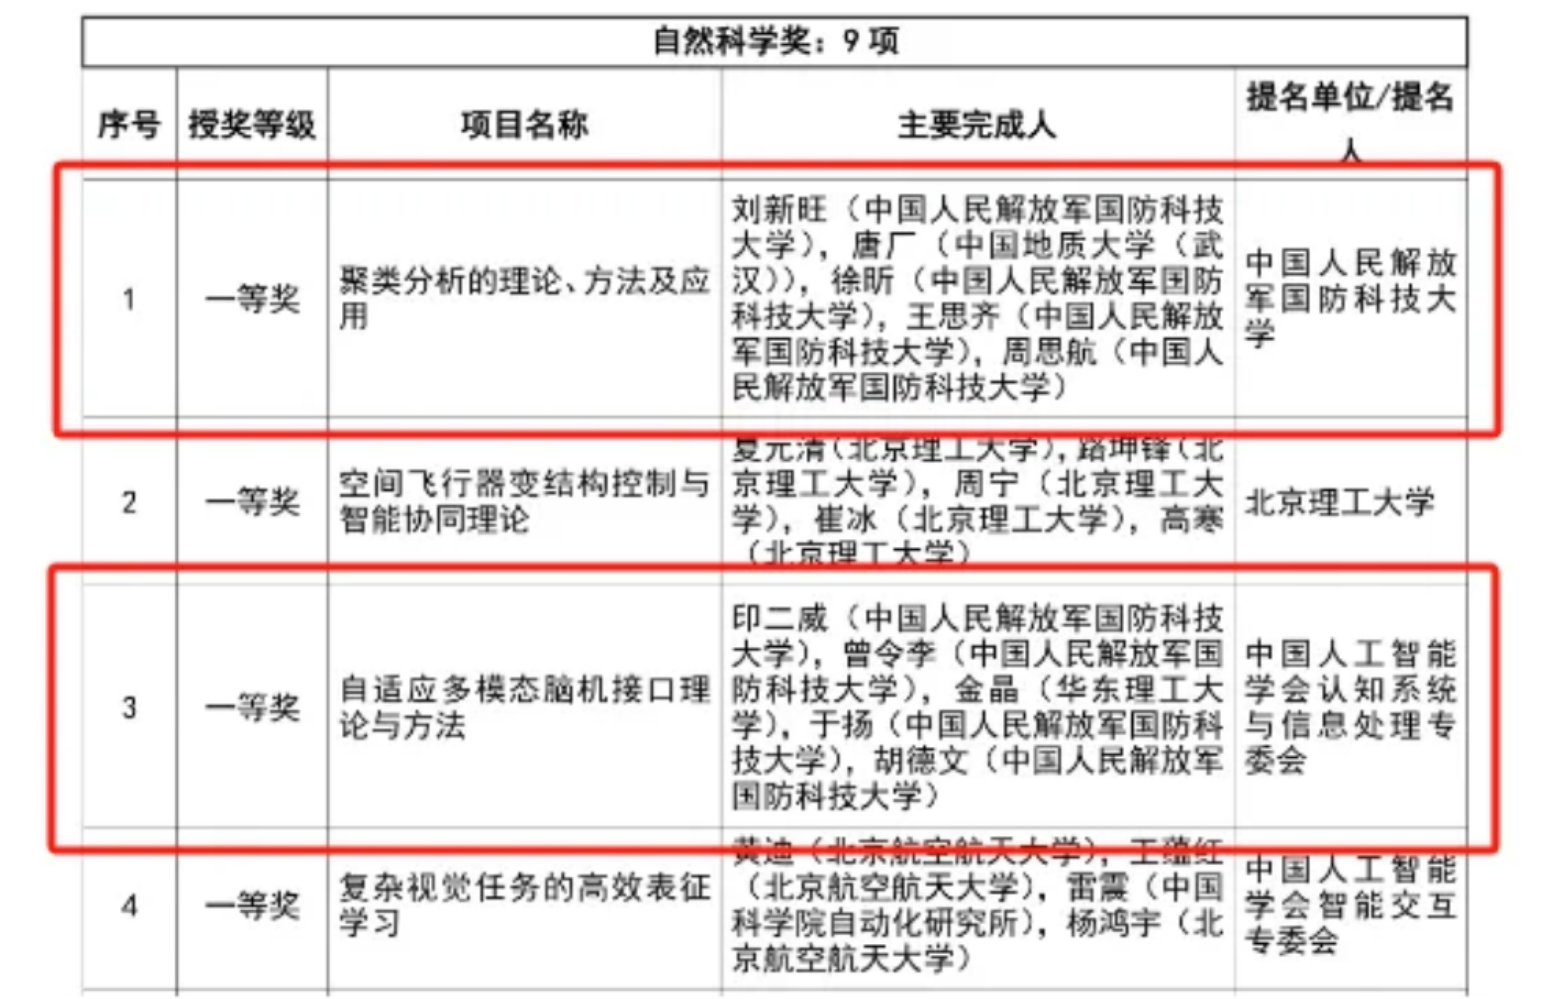 自然科学奖：9 项
序号 授奖等级 项目名称 主要完成人 提名单位/提名
人
1 一等奖
聚类分析的理论、方法及应
用
刘新旺（中国人民解放军国防科技
大学），唐厂（中国地质大学（武
汉）），徐昕（中国人民解放军国防
科技大学），王思齐（中国人民解放
军国防科技大学），周思航（中国人
民解放军国防科技大学）
中国人民解放
军国防科技大
学
2 一等奖
空间飞行器变结构控制与
智能协同理论
夏元清（北京理工大学），路坤锋（北
京理工大学），周宁（北京理工大
学），崔冰（北京理工大学），高寒
（北京理工大学）
北京理工大学
3 一等奖
自适应多模态脑机接口理
论与方法
印二威（中国人民解放军国防科技
大学），曾令李（中国人民解放军国
防科技大学），金晶（华东理工大
学），于扬（中国人民解放军国防科
技大学），胡德文（中国人民解放军
国防科技大学）
中国人工智能
学会认知系统
与信息处理专
委会
4 一等奖
复杂视觉任务的高效表征
学习
黄迪（北京航空航天大学），王蕴红
（北京航空航天大学），雷震（中国
科学院自动化研究所），杨鸿宇（北
京航空航天大学）
中国人工智能
学会智能交互
专委会